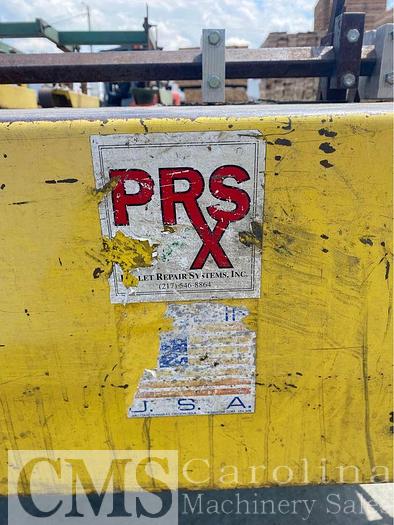 PRS
X
LET REPAIR SYSTEMS, INC.
(217) 546-8864
J. S. A.
CMS Carolina
Machinery Sales